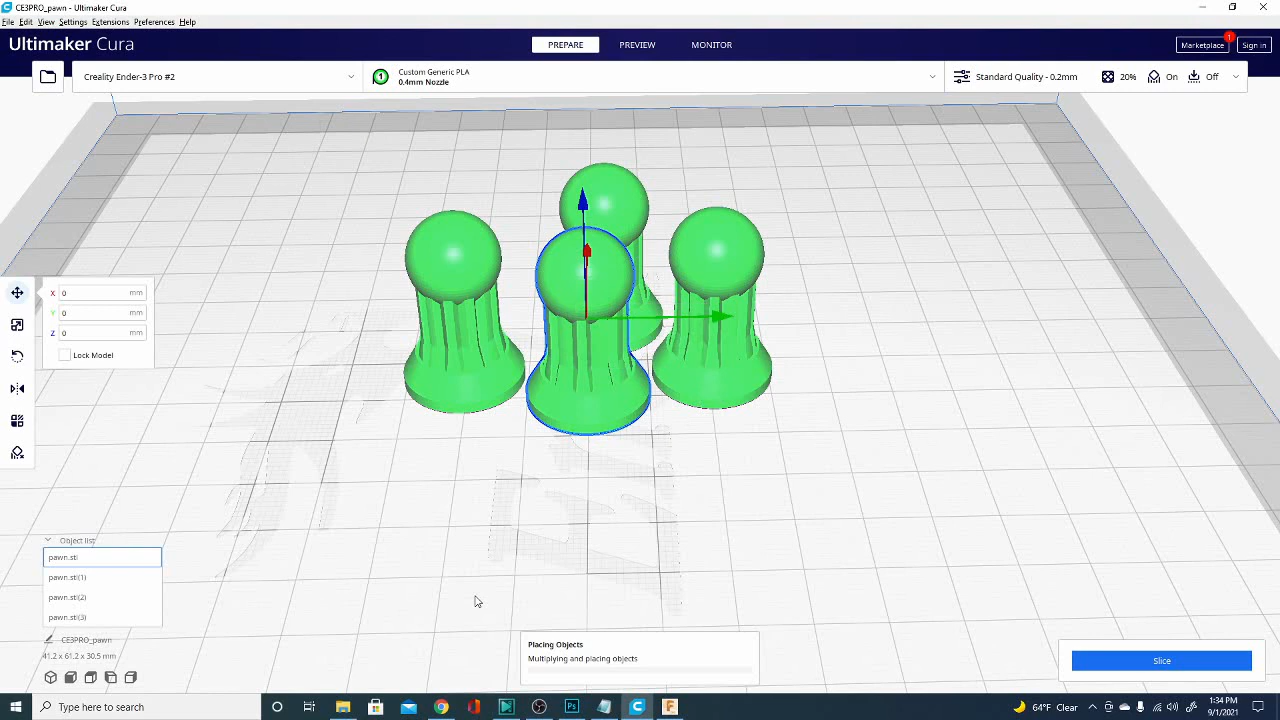 CE3PRO_pawn - Ultimaker Cura
File Edit View Settings Extensions Preferences Help
Ultimaker Cura
PREPARE
PREVIEW
MONITOR
Marketplace
1
Sign in
Creality Ender-3 Pro #2
1
Custom Generic PLA
0.4mm Nozzle
Standard Quality - 0.2mm
20%
On
Off
X 0 mm
Y 0 mm
Z 0 mm
Lock Model
Object list
pawn.stl
pawn.stl(1)
pawn.stl(2)
pawn.stl(3)
CE3PRO_pawn
41.2 x 61.2 x 30.5 mm
Placing Objects
Multiplying and placing objects
Slice
Type here to search
Ps
C
F
64°F Clear
1:34 PM
9/1/2021